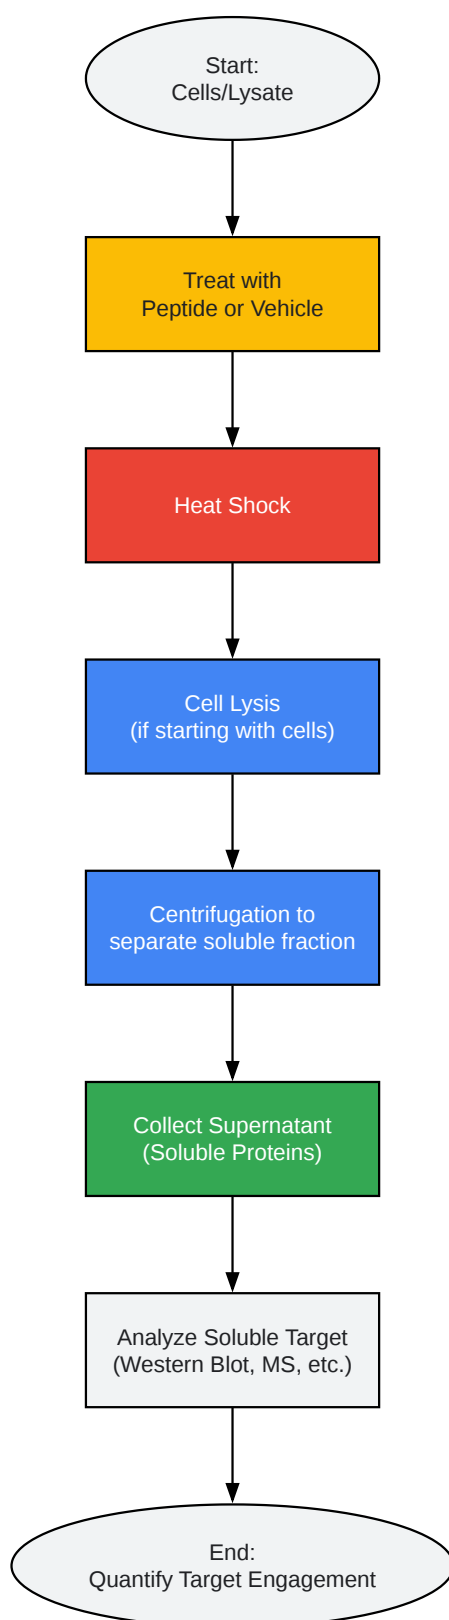 Start:
Cells/Lysate
Treat with
Peptide or Vehicle
Heat Shock
Cell Lysis
(if starting with cells)
Centrifugation to
separate soluble fraction
Collect Supernatant
(Soluble Proteins)
Analyze Soluble Target
(Western Blot, MS, etc.)
End:
Quantify Target Engagement